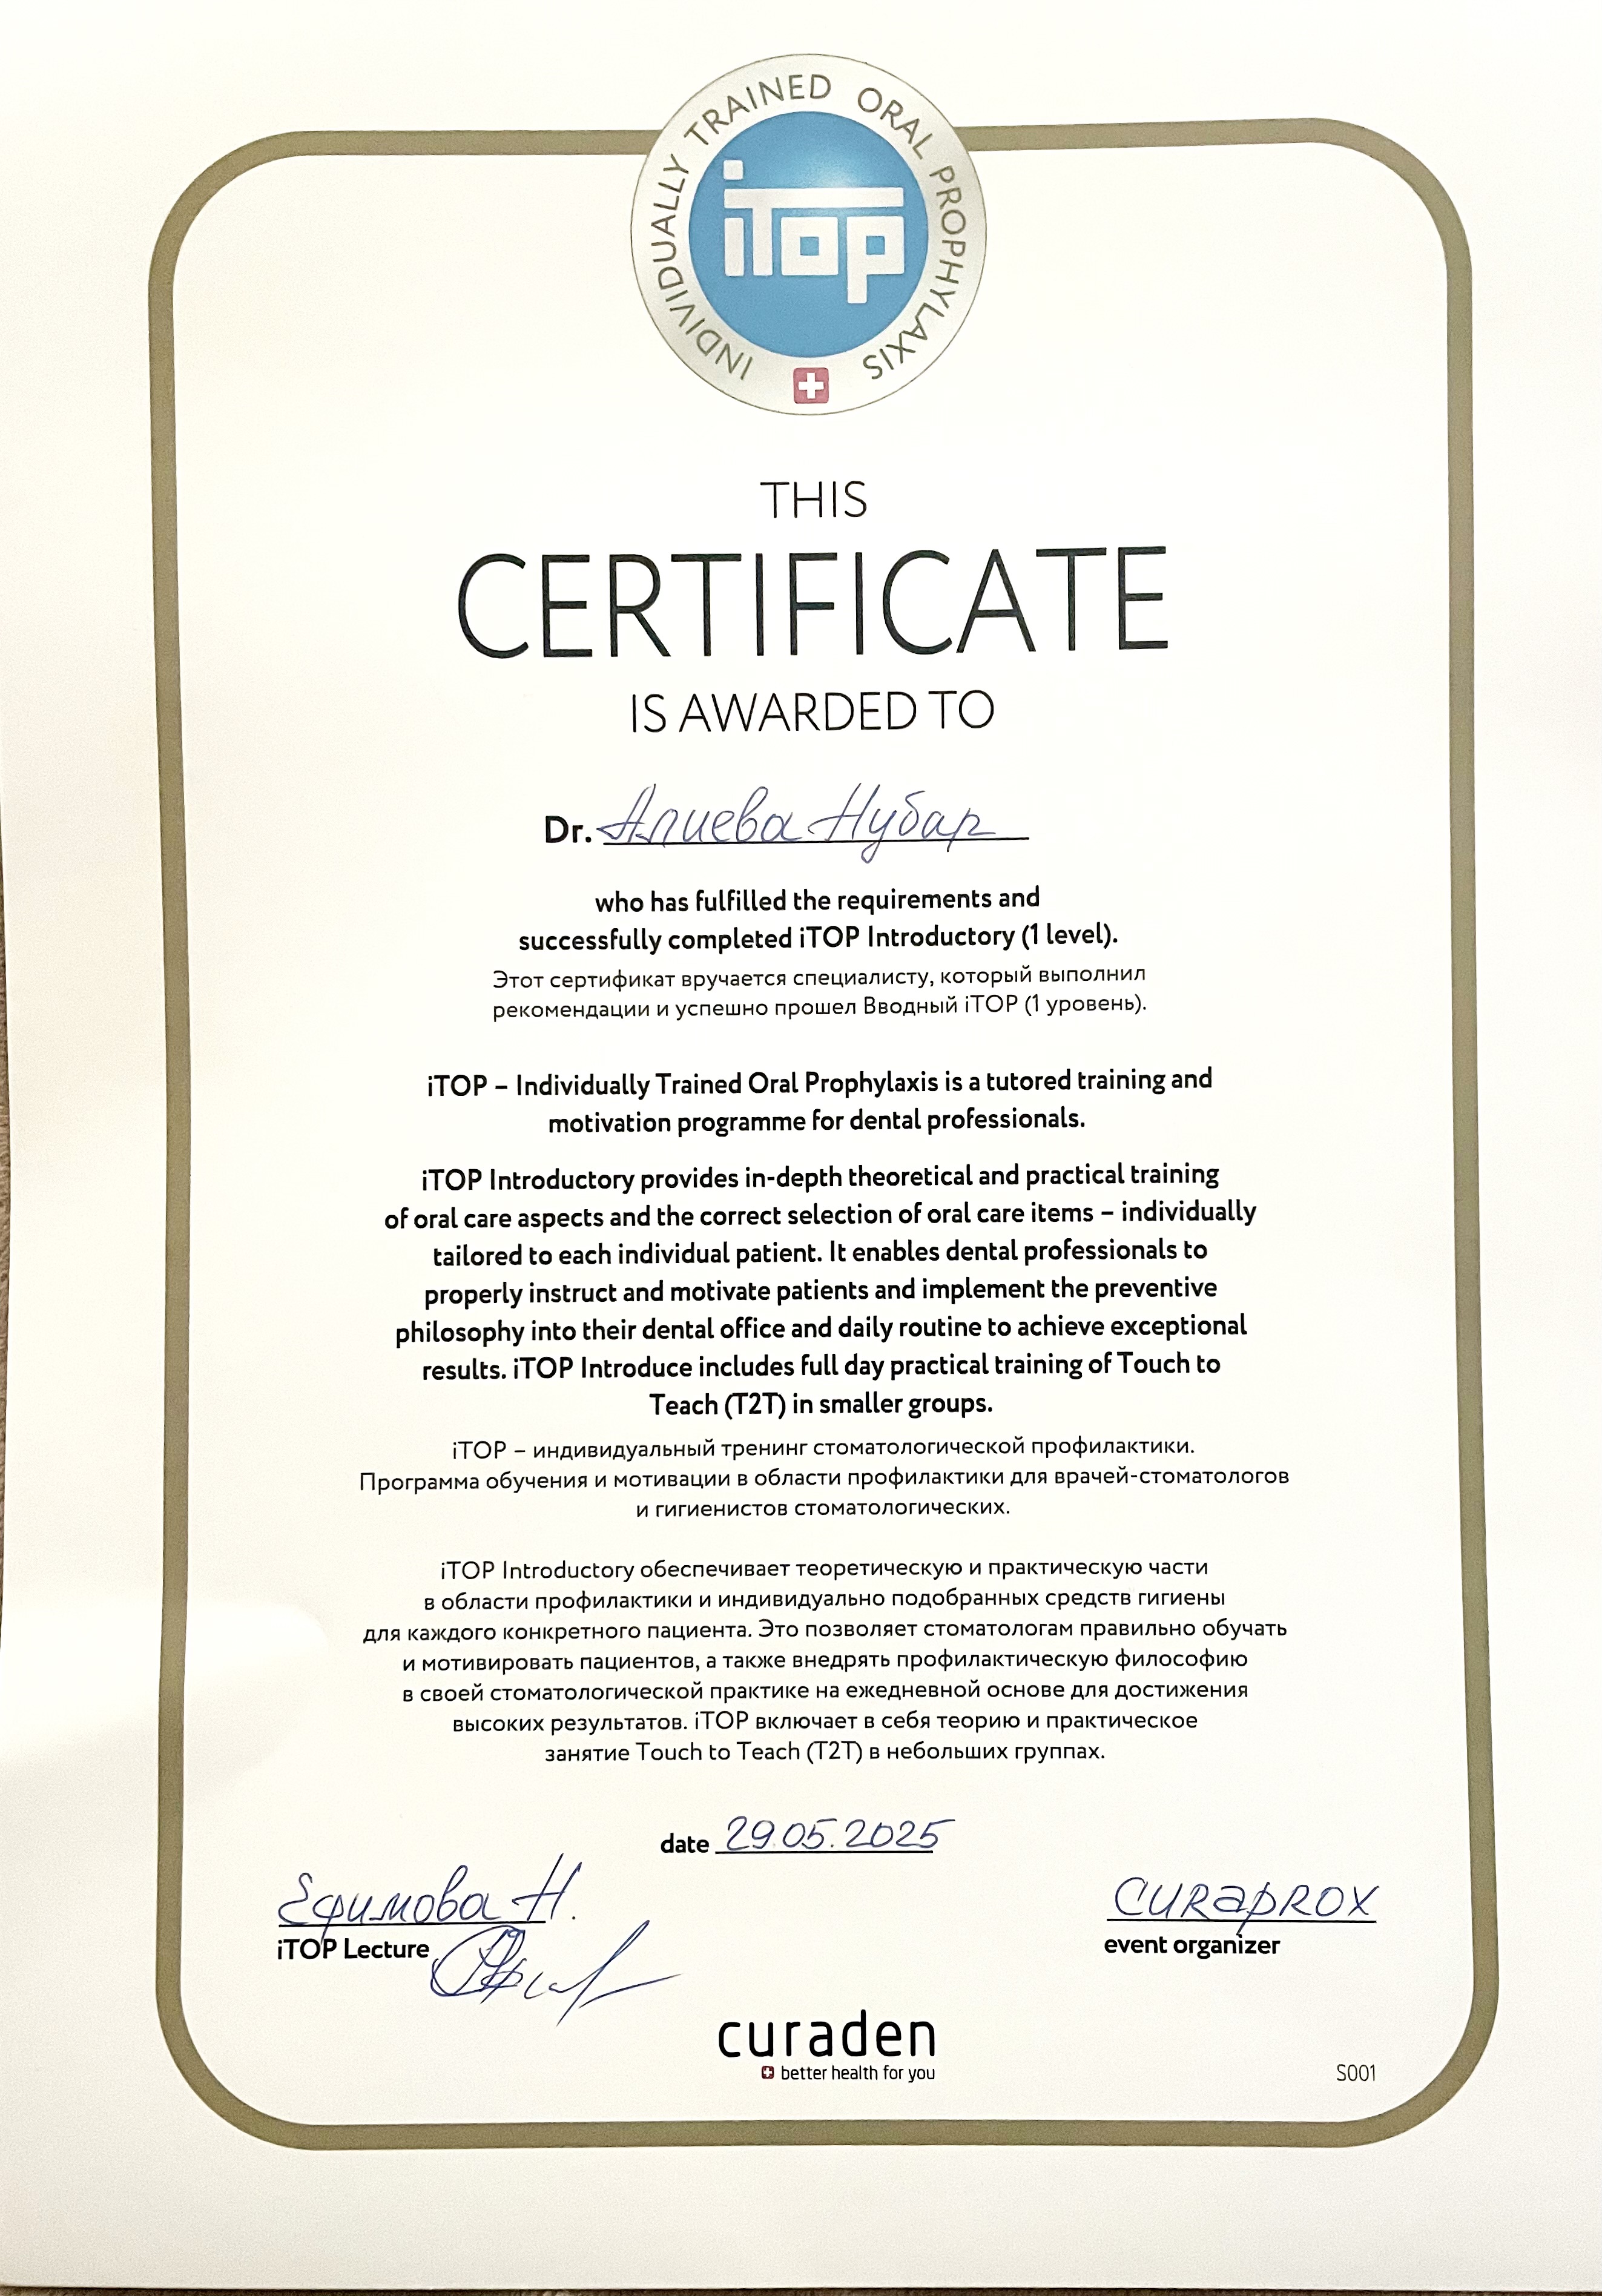 INDIVIDUALLY TRAINED ORAL PROPHYLAXIS
iTop
THIS
CERTIFICATE
IS AWARDED TO
Dr. Алиева Нубар
who has fulfilled the requirements and
successfully completed iTOP Introductory (1 level).
Этот сертификат вручается специалисту, который выполнил
рекомендации и успешно прошел Вводный iTOP (1 уровень).
iTOP – Individually Trained Oral Prophylaxis is a tutored training and
motivation programme for dental professionals.
iTOP Introductory provides in-depth theoretical and practical training
of oral care aspects and the correct selection of oral care items – individually
tailored to each individual patient. It enables dental professionals to
properly instruct and motivate patients and implement the preventive
philosophy into their dental office and daily routine to achieve exceptional
results. iTOP Introduce includes full day practical training of Touch to
Teach (T2T) in smaller groups.
iTOP – индивидуальный тренинг стоматологической профилактики.
Программа обучения и мотивации в области профилактики для врачей-стоматологов
и гигиенистов стоматологических.
iTOP Introductory обеспечивает теоретическую и практическую части
в области профилактики и индивидуально подобранных средств гигиены
для каждого конкретного пациента. Это позволяет стоматологам правильно обучать
и мотивировать пациентов, а также внедрять профилактическую философию
в своей стоматологической практике на ежедневной основе для достижения
высоких результатов. iTOP включает в себя теорию и практическое
занятие Touch to Teach (T2T) в небольших группах.
date 29.05.2025
Ефимова Н.
iTOP Lecture
CURAPROX
event organizer
curaden
better health for you
S001